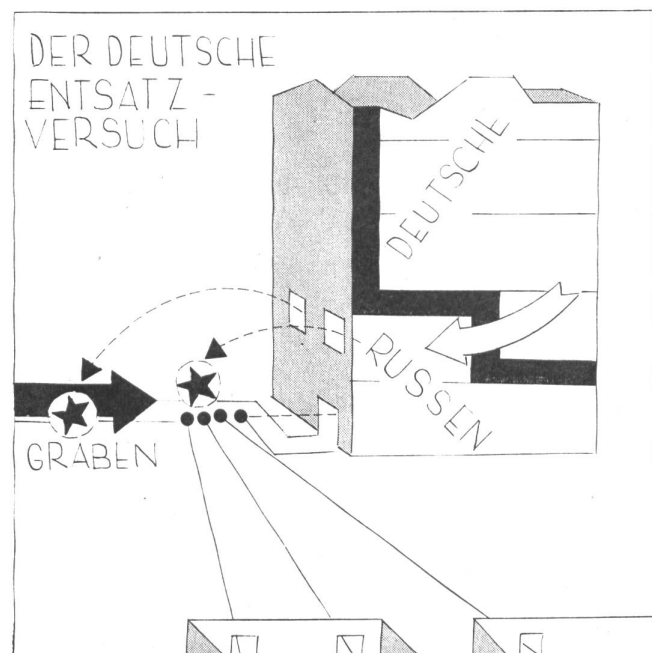 DER DEUTSCHE
ENTSATZ-
VERSUCH
DEUTSCHE
RUSSEN
GRABEN